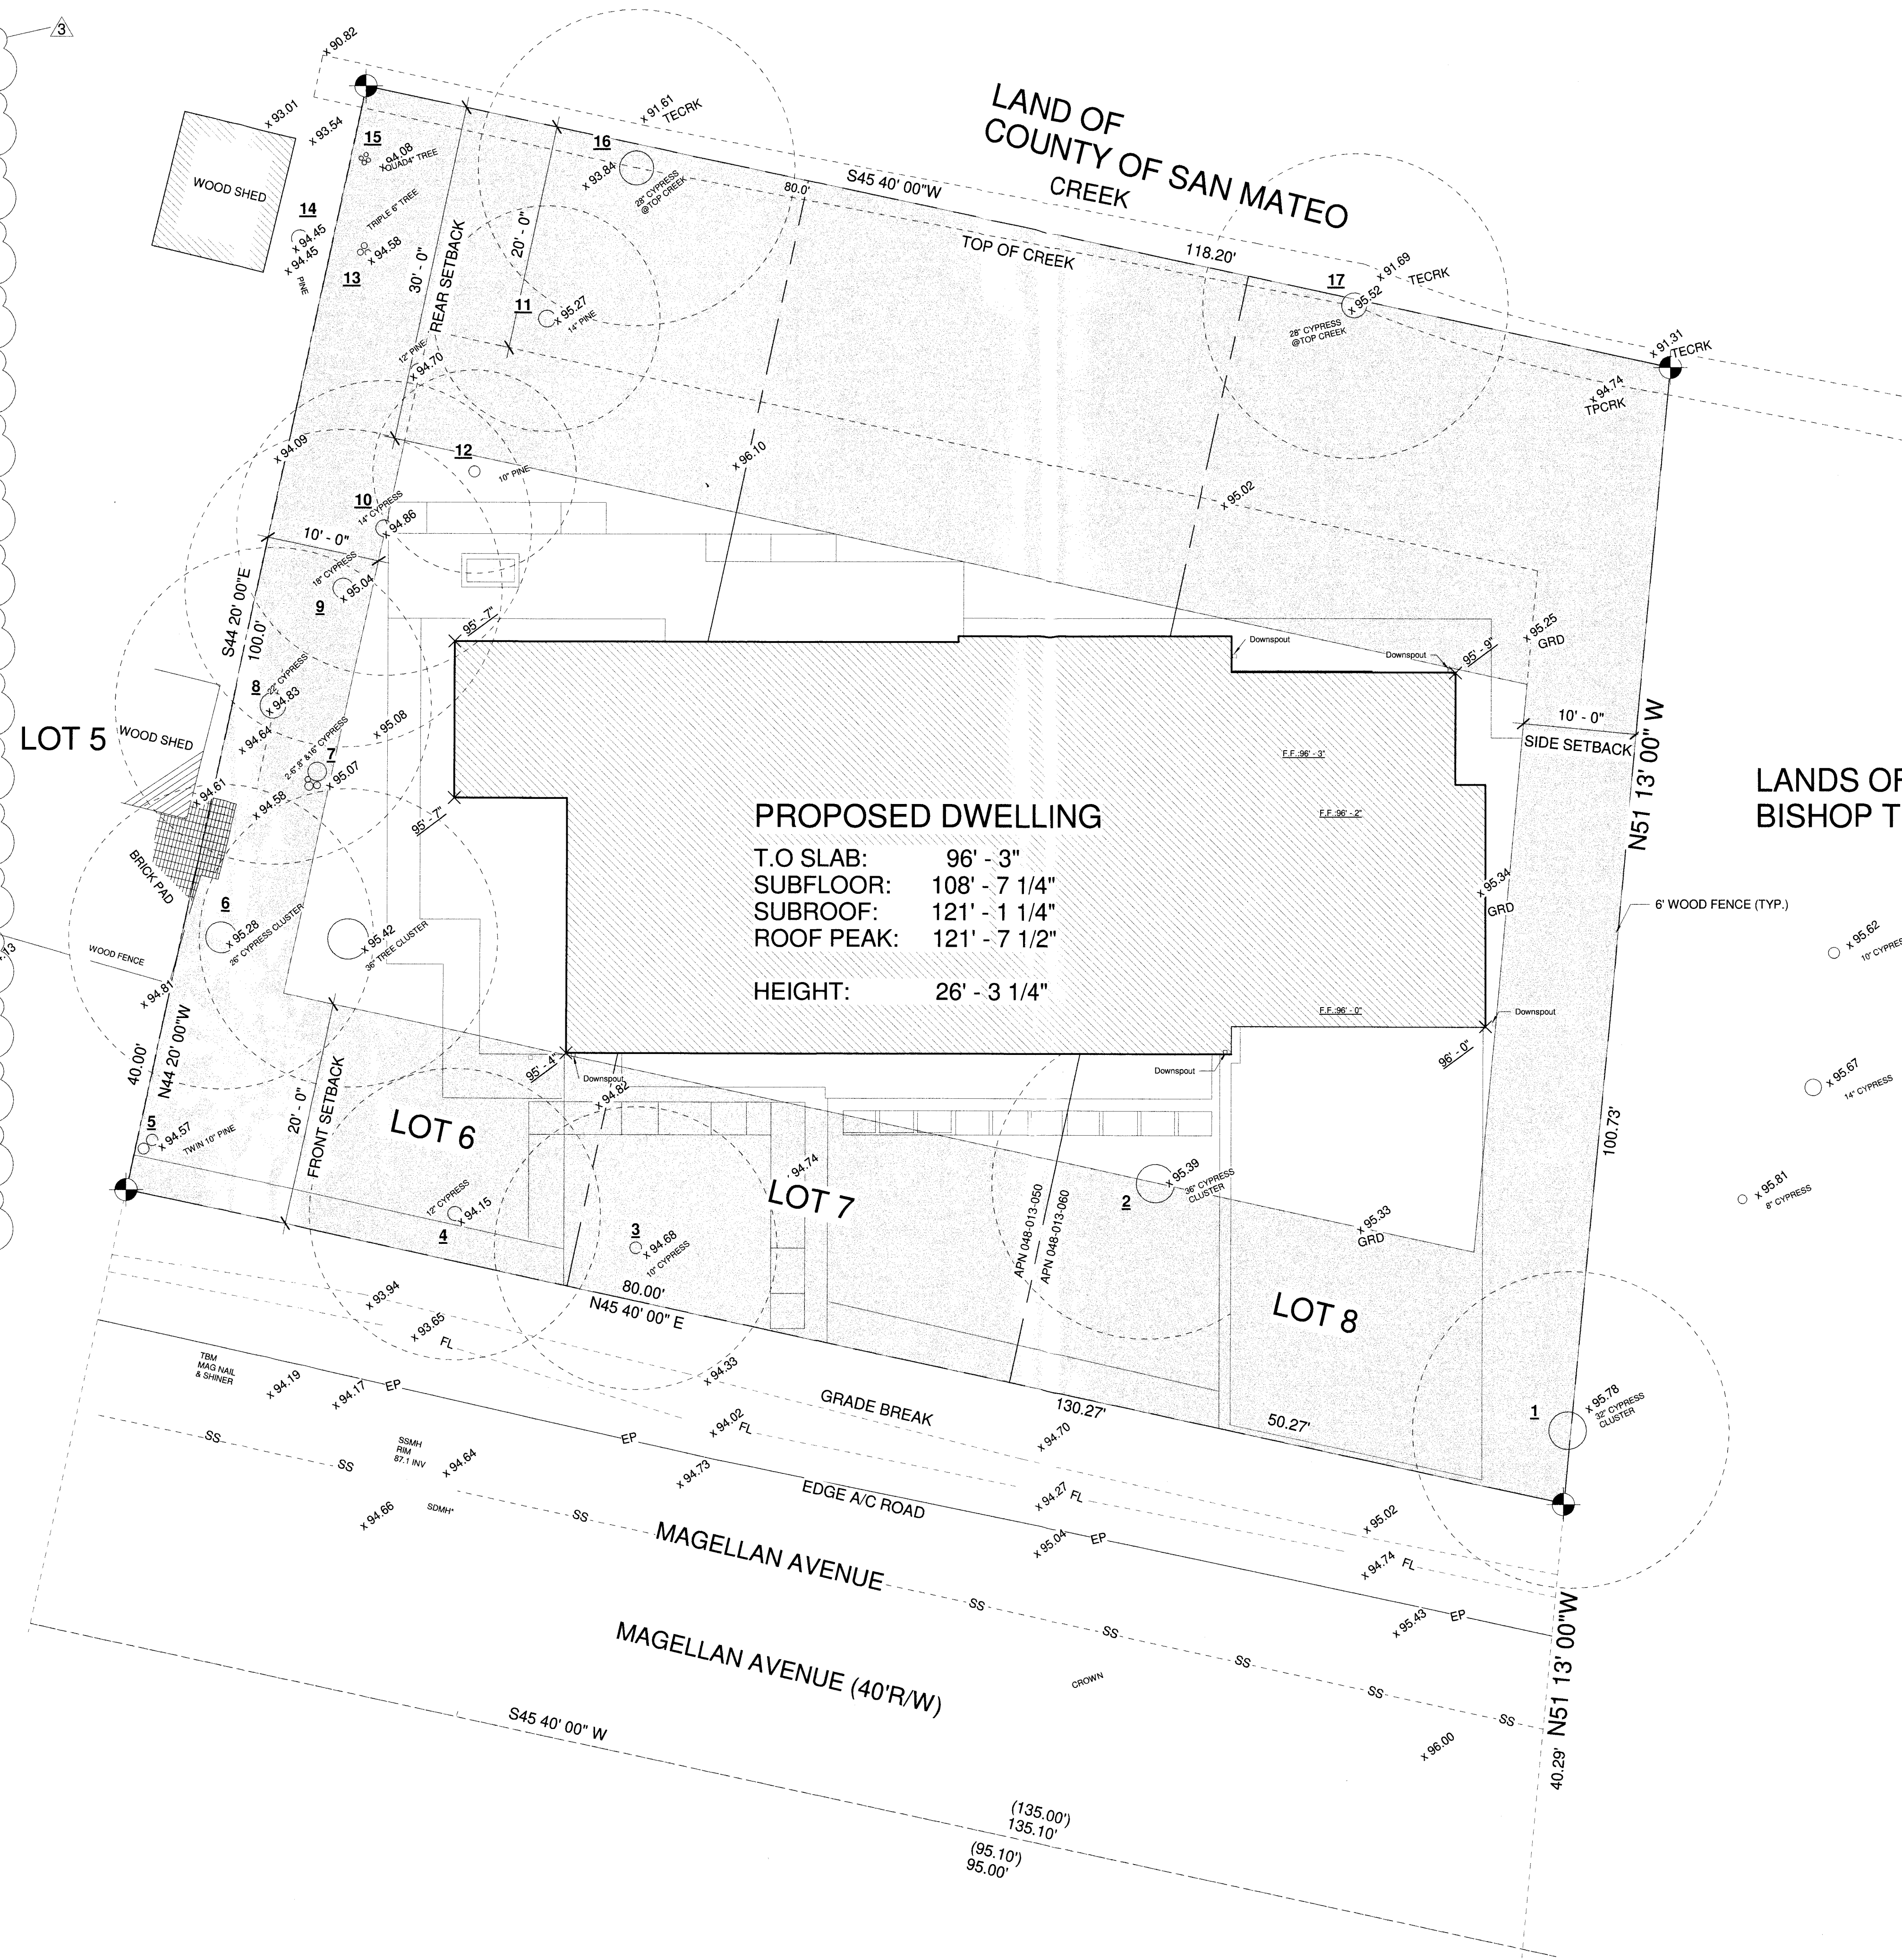 3
x 90.82
x 93.01
x 93.54
15
x 94.08
QUAD4" TREE
WOOD SHED
14
x 94.45
x 94.45
PINE
TRIPLE 6" TREE
x 94.58
13
30' - 0"
REAR SETBACK
20' - 0"
16
x 93.84
28" CYPRESS
@TOP CREEK
x 91.61
TECRK
LAND OF
COUNTY OF SAN MATEO
CREEK
S45 40' 00"W
80.0'
TOP OF CREEK
118.20'
17
x 91.69
TECRK
x 95.52
28" CYPRESS
@TOP CREEK
x 91.31
TECRK
x 94.74
TPCRK
11
x 95.27
14" PINE
12" PINE
x 94.70
x 94.09
12
10" PINE
x 96.10
x 95.02
10
14" CYPRESS
x 94.86
10' - 0"
18" CYPRESS
x 95.04
9
S44 20' 00"E
100.0'
95' - 7"
Downspout
Downspout
95' - 9"
x 95.25
GRD
8
22" CYPRESS
x 94.83
x 95.08
LOT 5
WOOD SHED
x 94.64
2-6",8" &16" CYPRESS
7
x 95.07
x 94.61
x 94.58
95' - 7"
10' - 0"
SIDE SETBACK
N51 13' 00" W
F.F.:96' - 3"
F.F.:96' - 2"
LANDS OF
BISHOP T
PROPOSED DWELLING
T.O SLAB: 96' - 3"
SUBFLOOR: 108' - 7 1/4"
SUBROOF: 121' - 1 1/4"
ROOF PEAK: 121' - 7 1/2"
HEIGHT: 26' - 3 1/4"
BRICK PAD
6
x 95.28
26" CYPRESS CLUSTER
x 95.42
36" TREE CLUSTER
x 95.34
GRD
6' WOOD FENCE (TYP.)
x 95.62
10" CYPRES
WOOD FENCE
x 94.81
F.F.:96' - 0"
Downspout
96' - 0"
95' - 4"
Downspout
x 94.82
Downspout
40.00'
N44 20' 00"W
20' - 0"
FRONT SETBACK
LOT 6
5
x 94.57
TWIN 10" PINE
x 95.67
14" CYPRESS
100.73'
x 95.81
8" CYPRESS
12" CYPRESS
x 94.15
4
3
x 94.68
10" CYPRESS
94.74
LOT 7
APN 048-013-050
APN 048-013-060
2
x 95.39
36" CYPRESS
CLUSTER
x 95.33
GRD
LOT 8
80.00'
N45 40' 00" E
x 93.94
x 93.65
FL
x 94.33
GRADE BREAK
130.27'
50.27'
1
x 95.78
32" CYPRESS
CLUSTER
TBM
MAG NAIL
& SHINER
x 94.19
x 94.17
EP
x 94.02
FL
x 94.70
SS
SSMH
RIM
87.1 INV
x 94.64
SS
EP
x 94.73
EDGE A/C ROAD
x 94.27
FL
x 95.02
x 94.66
SDMH*
SS
MAGELLAN AVENUE
x 95.04
EP
x 94.74
FL
SS
SS
x 95.43
EP
MAGELLAN AVENUE (40'R/W)
CROWN
SS
SS
SS
N51 13' 00"W
40.29'
x 96.00
S45 40' 00" W
(135.00')
135.10'
(95.10')
95.00'